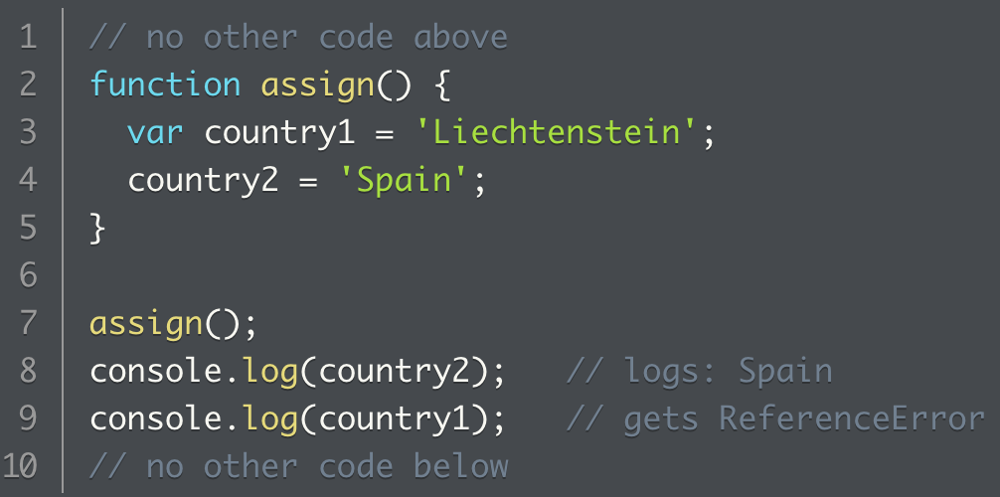 1 // no other code above
2 function assign() {
3   var country1 = 'Liechtenstein';
4   country2 = 'Spain';
5 }
6
7 assign();
8 console.log(country2);   // logs: Spain
9 console.log(country1);   // gets ReferenceError
10 // no other code below